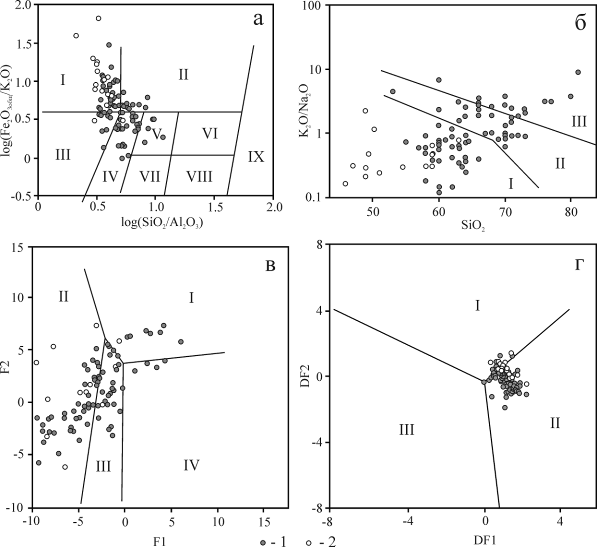 а
2.0
1.5
1.0
0.5
0
-0.5
log(Fe₂O₃total/K₂O)
I
II
III
IV
V
VI
VII
VIII
IX
0
0.5
1.0
1.5
2.0
log(SiO₂/Al₂O₃)
б
100
10
1
0.1
K₂O/Na₂O
III
II
I
50
60
70
80
SiO₂
в
15
10
5
0
-5
-10
F2
II
I
III
IV
-10
-5
0
5
10
15
F1
г
8
4
0
-4
-8
DF2
I
III
II
-8
-4
0
4
DF1
- 1
- 2